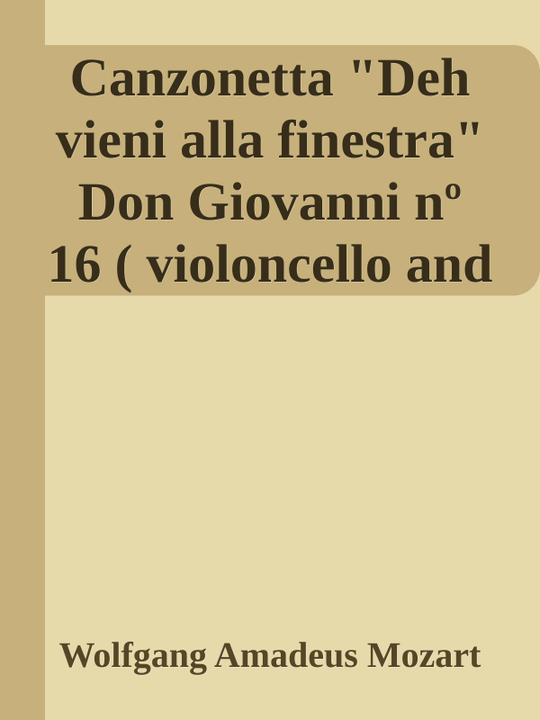 Canzonetta "Deh
vieni alla finestra"
Don Giovanni nº
16 ( violoncello and
Wolfgang Amadeus Mozart